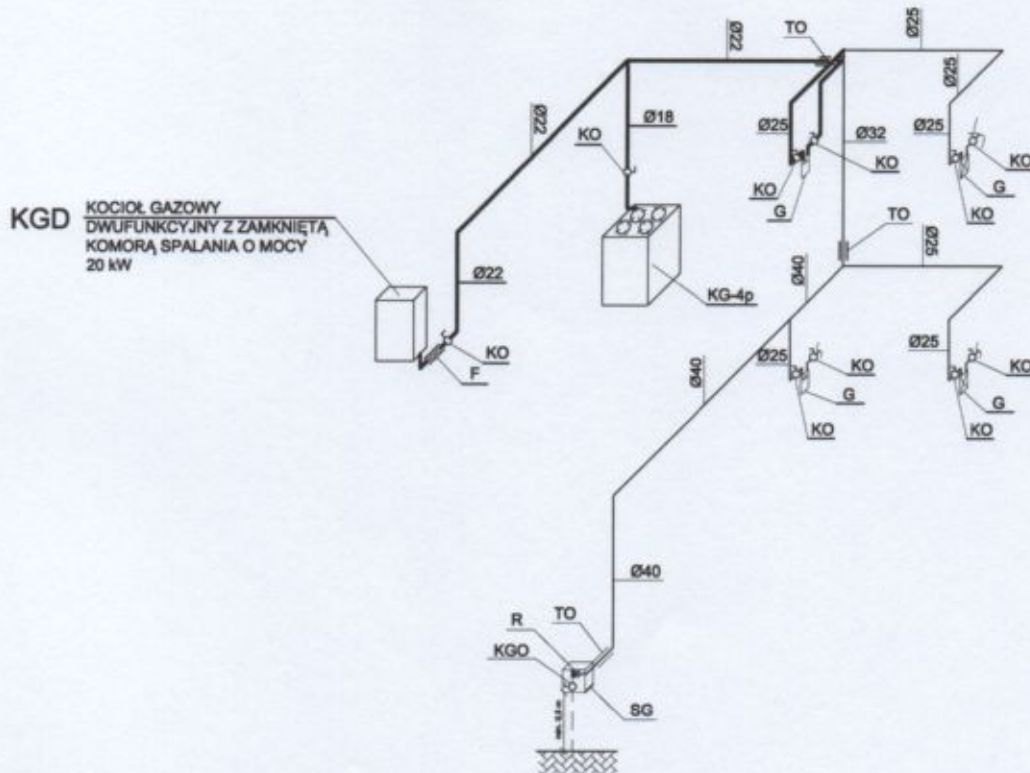 Ø22
TO
Ø25
Ø22
Ø25
Ø18
KO
Ø25
Ø32
Ø25
KO
KO
KO
KO
G
G
KO
KGD
KOCIOŁ GAZOWY
DWUFUNKCYJNY Z ZAMKNIĘTĄ
KOMORĄ SPALANIA O MOCY
20 kW
TO
Ø25
Ø40
Ø22
KG-4p
KO
F
Ø40
Ø25
KO
G
KO
Ø25
KO
G
KO
Ø40
TO
R
KGO
SG